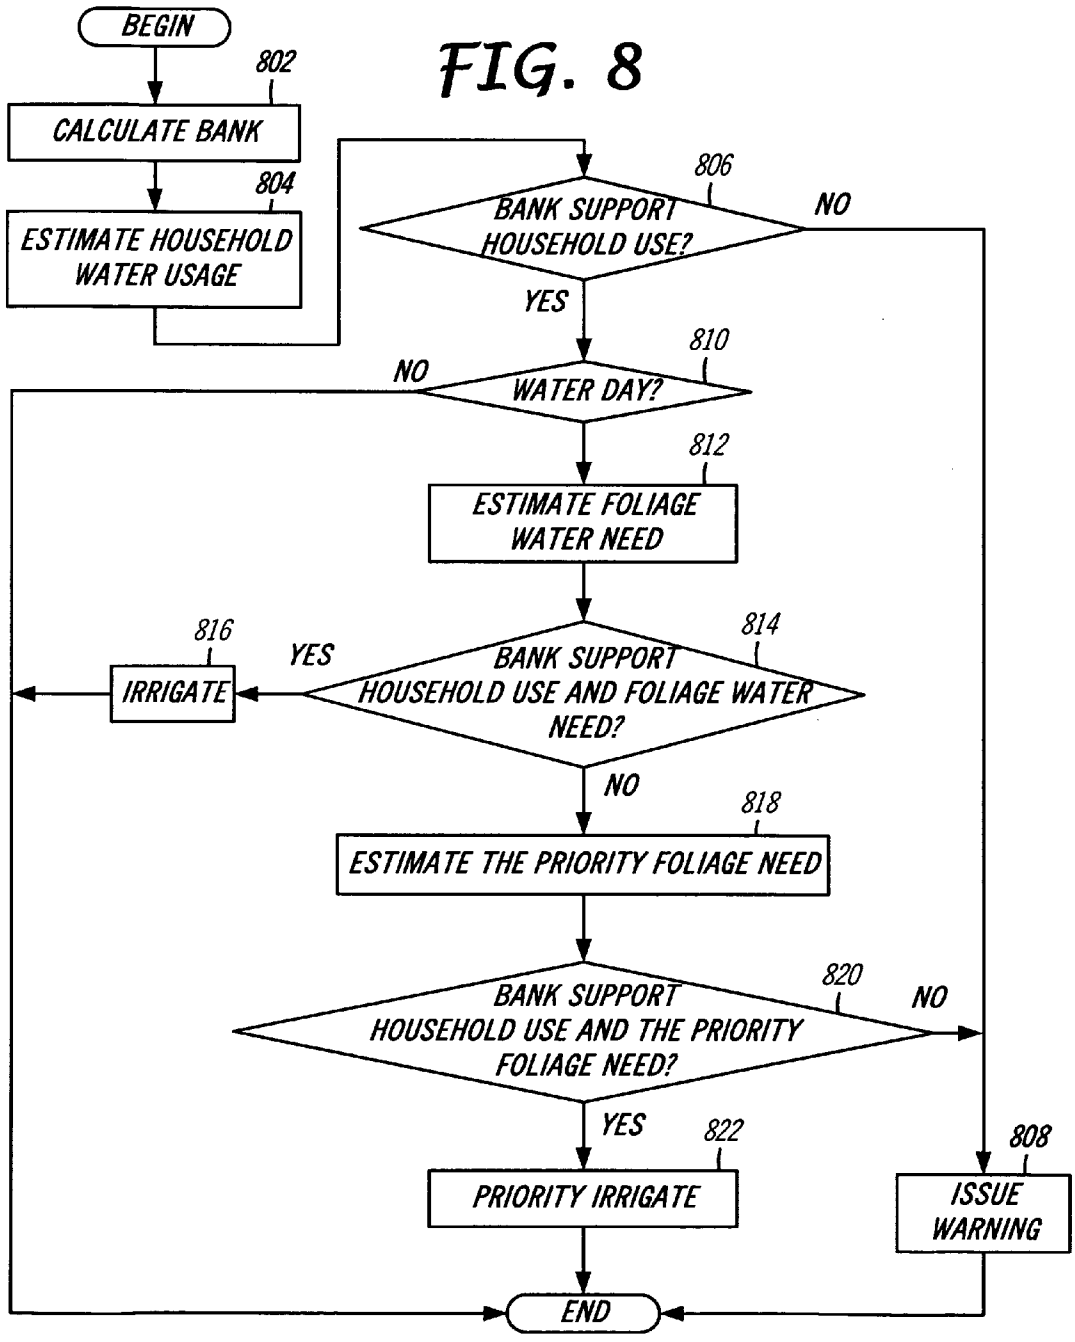 BEGIN
FIG. 8
802
CALCULATE BANK
804
ESTIMATE HOUSEHOLD
WATER USAGE
806
BANK SUPPORT
HOUSEHOLD USE?
NO
YES
810
NO
WATER DAY?
812
ESTIMATE FOLIAGE
WATER NEED
814
BANK SUPPORT
HOUSEHOLD USE AND FOLIAGE WATER
NEED?
YES
816
IRRIGATE
NO
818
ESTIMATE THE PRIORITY FOLIAGE NEED
820
BANK SUPPORT
HOUSEHOLD USE AND THE PRIORITY
FOLIAGE NEED?
NO
YES
822
PRIORITY IRRIGATE
808
ISSUE
WARNING
END